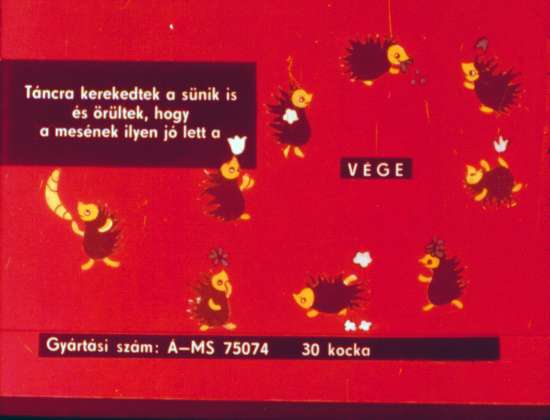 Táncra kerekedtek a sünik is
és örültek, hogy
a mesének ilyen jó lett a
VÉGE
Gyártási szám: Á–MS 75074 30 kocka